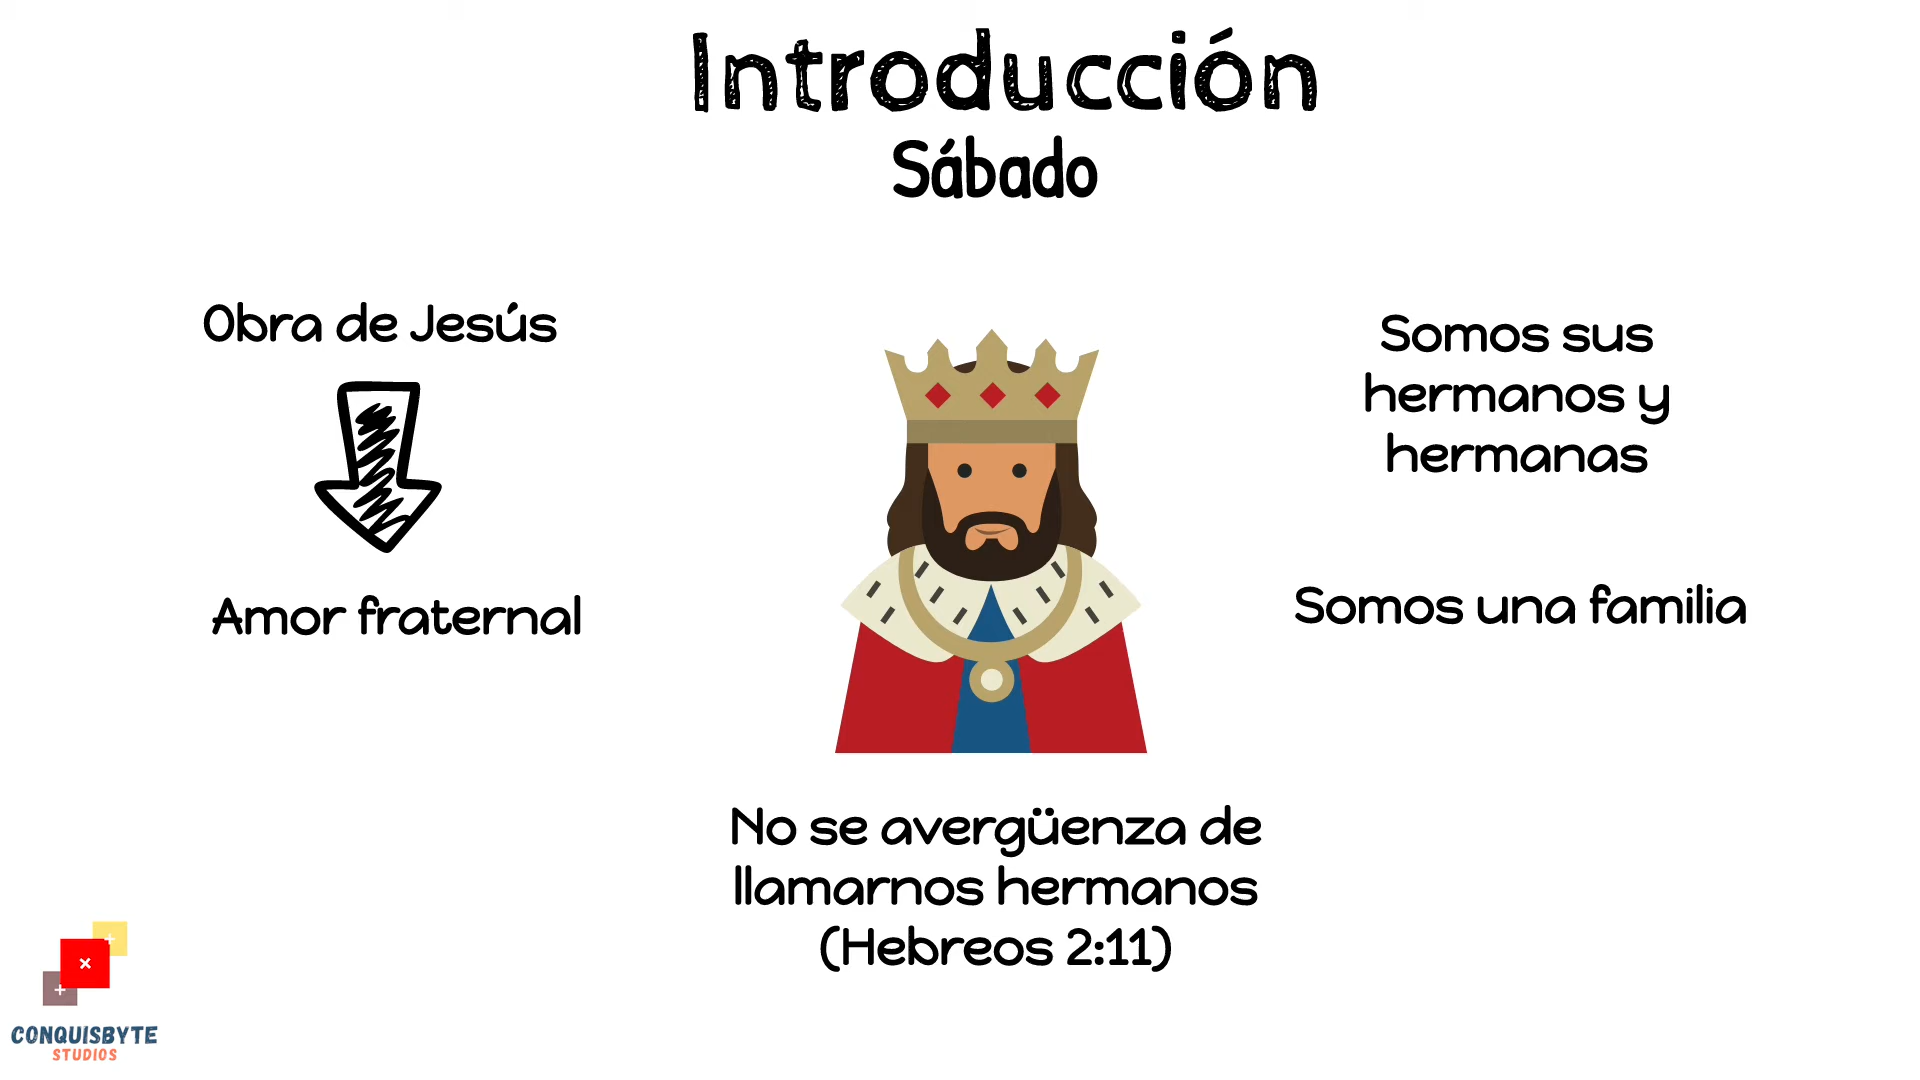 Introducción
Sábado
Obra de Jesús
Amor fraternal
Somos sus
hermanos y
hermanas
Somos una familia
No se avergüenza de
llamarnos hermanos
(Hebreos 2:11)
CONQUISBYTE
STUDIOS